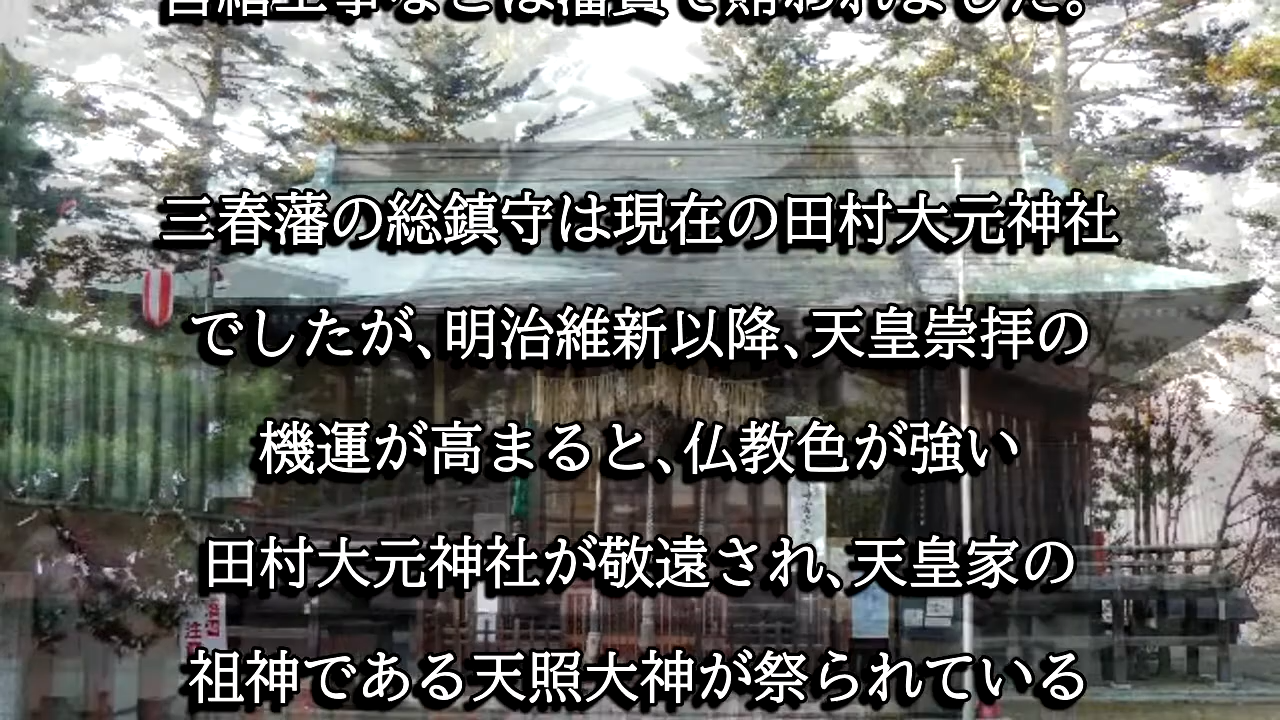 三春藩の総鎮守は現在の田村大元神社
でしたが、明治維新以降、天皇崇拝の
機運が高まると、仏教色が強い
田村大元神社が敬遠され、天皇家の
祖神である天照大神が祭られている